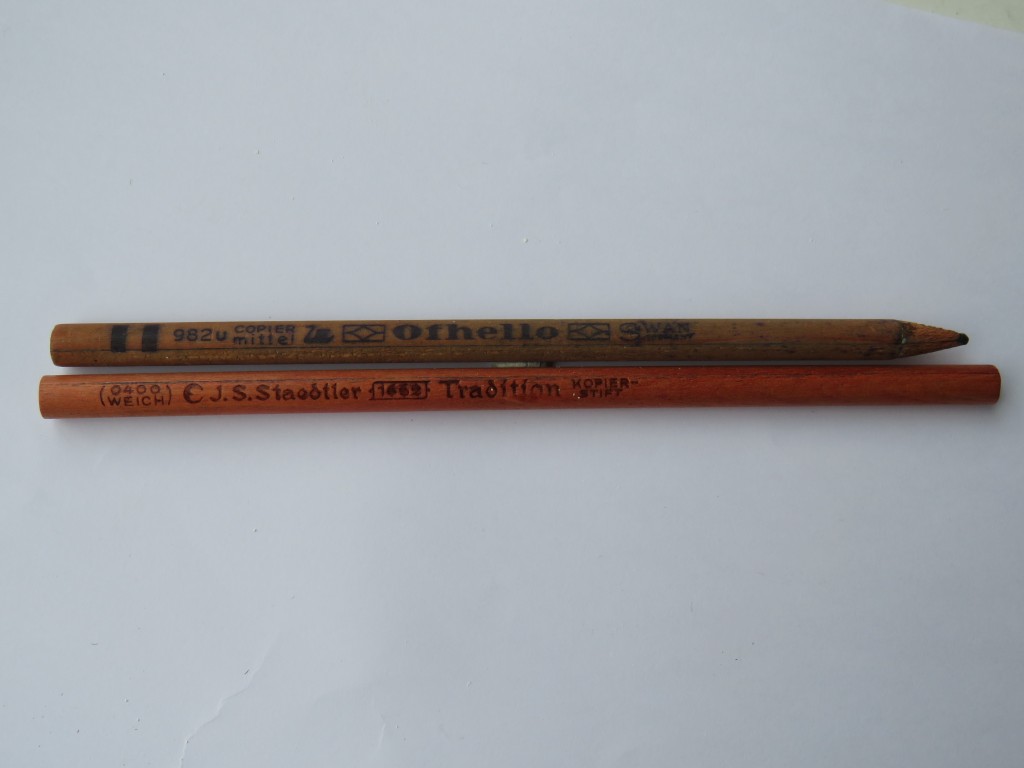 982u COPIER mittel Othello SWAN
(0400 WEICH) J.S.Staedtler 1662 Tradition KOPIER-STIFT